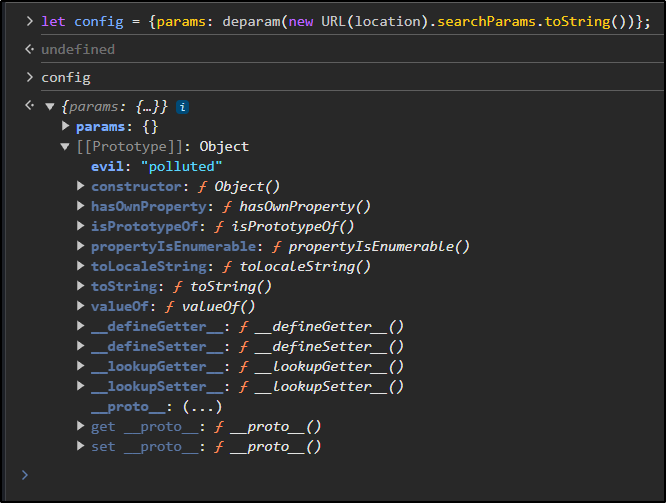 let config = {params: deparam(new URL(location).searchParams.toString())};
undefined
config
{params: {…}} i
params: {}
[[Prototype]]: Object
evil: "polluted"
constructor: ƒ Object()
hasOwnProperty: ƒ hasOwnProperty()
isPrototypeOf: ƒ isPrototypeOf()
propertyIsEnumerable: ƒ propertyIsEnumerable()
toLocaleString: ƒ toLocaleString()
toString: ƒ toString()
valueOf: ƒ valueOf()
__defineGetter__: ƒ __defineGetter__()
__defineSetter__: ƒ __defineSetter__()
__lookupGetter__: ƒ __lookupGetter__()
__lookupSetter__: ƒ __lookupSetter__()
__proto__: (...)
get __proto__: ƒ __proto__()
set __proto__: ƒ __proto__()